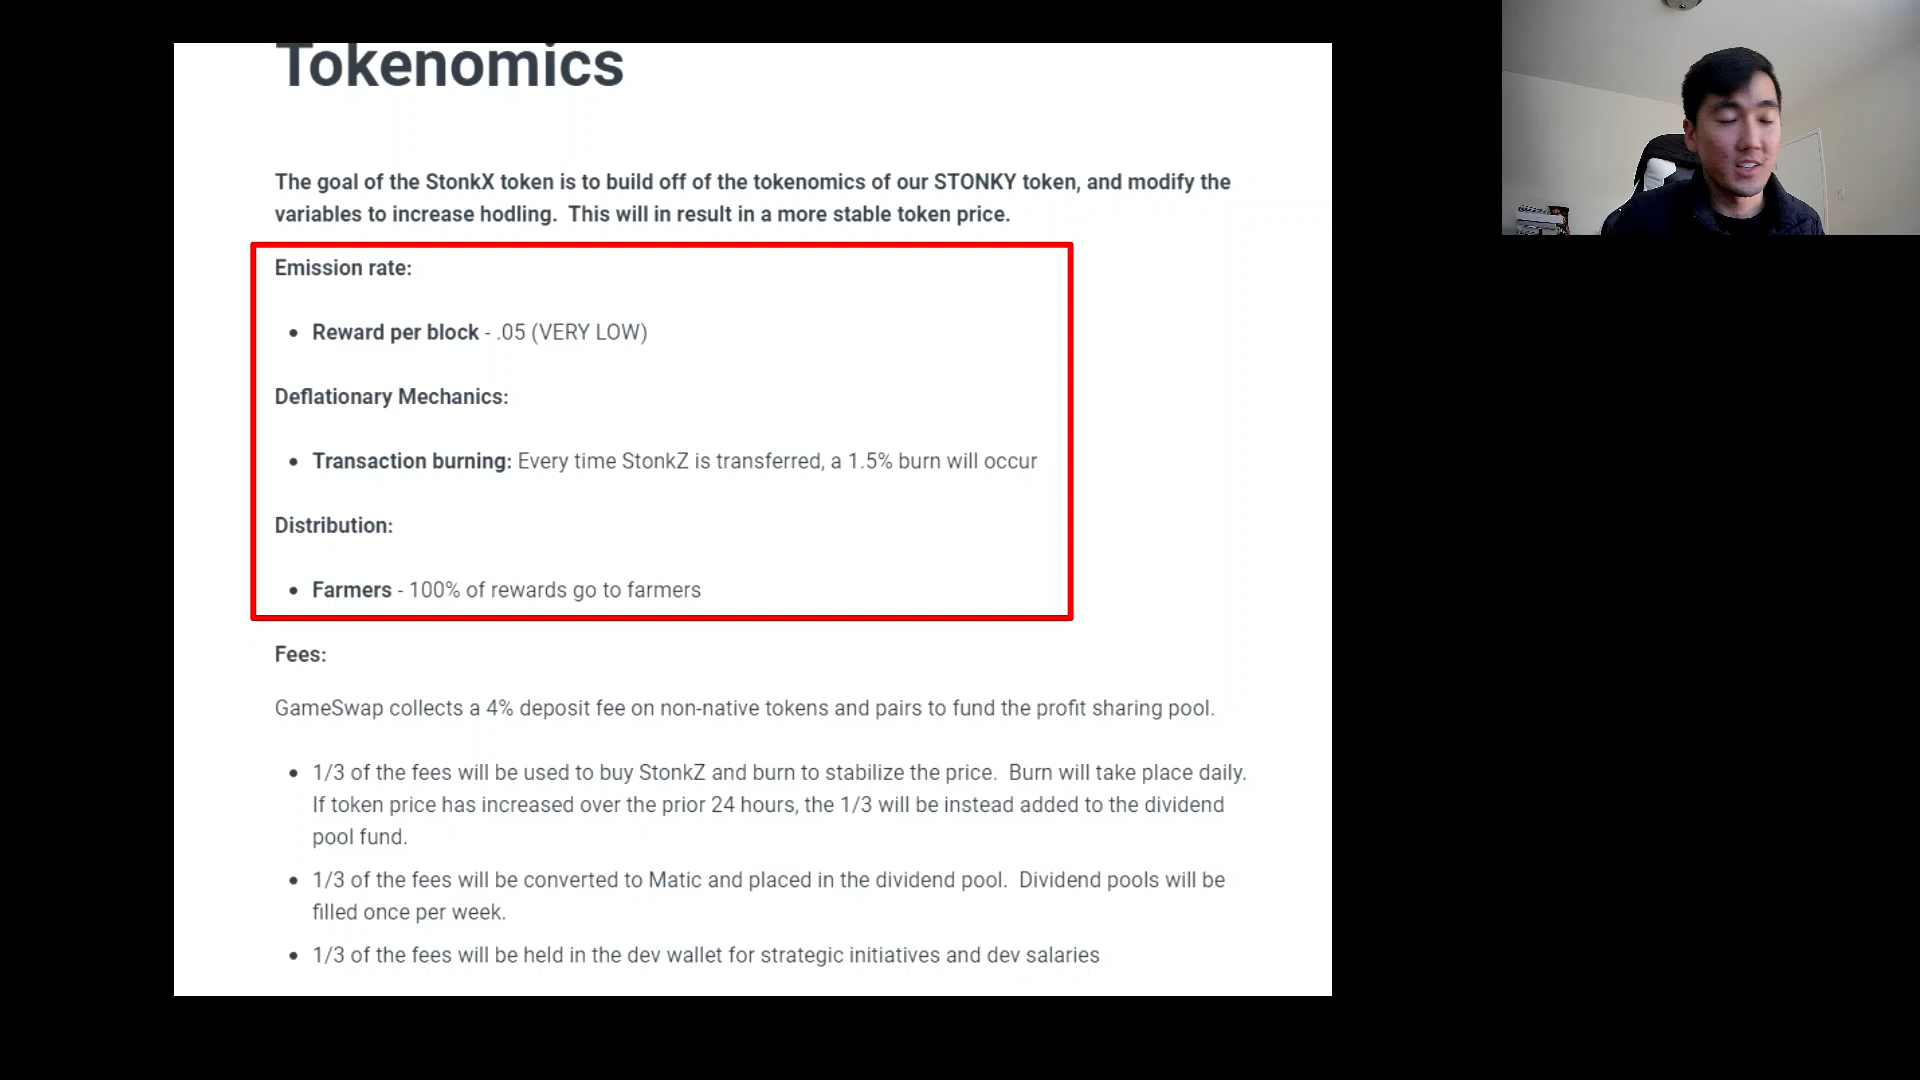 Tokenomics
The goal of the StonkX token is to build off of the tokenomics of our STONKY token, and modify the
variables to increase hodling.  This will in result in a more stable token price.
Emission rate:
• Reward per block - .05 (VERY LOW)
Deflationary Mechanics:
• Transaction burning: Every time StonkZ is transferred, a 1.5% burn will occur
Distribution:
• Farmers - 100% of rewards go to farmers
Fees:
GameSwap collects a 4% deposit fee on non-native tokens and pairs to fund the profit sharing pool.
• 1/3 of the fees will be used to buy StonkZ and burn to stabilize the price.  Burn will take place daily.
If token price has increased over the prior 24 hours, the 1/3 will be instead added to the dividend
pool fund.
• 1/3 of the fees will be converted to Matic and placed in the dividend pool.  Dividend pools will be
filled once per week.
• 1/3 of the fees will be held in the dev wallet for strategic initiatives and dev salaries